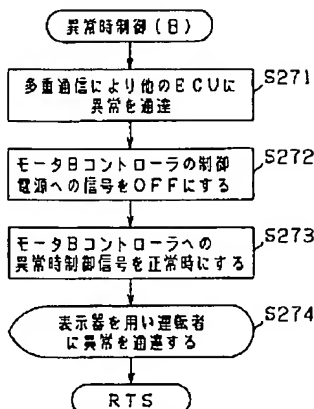 異常時制御(B)
多重通信により他のECUに
異常を通達
S271
モータBコントローラの制御
電源への信号をOFFにする
S272
モータBコントローラへの
異常時制御信号を正常時にする
S273
表示器を用い運転者
に異常を通達する
S274
RTS